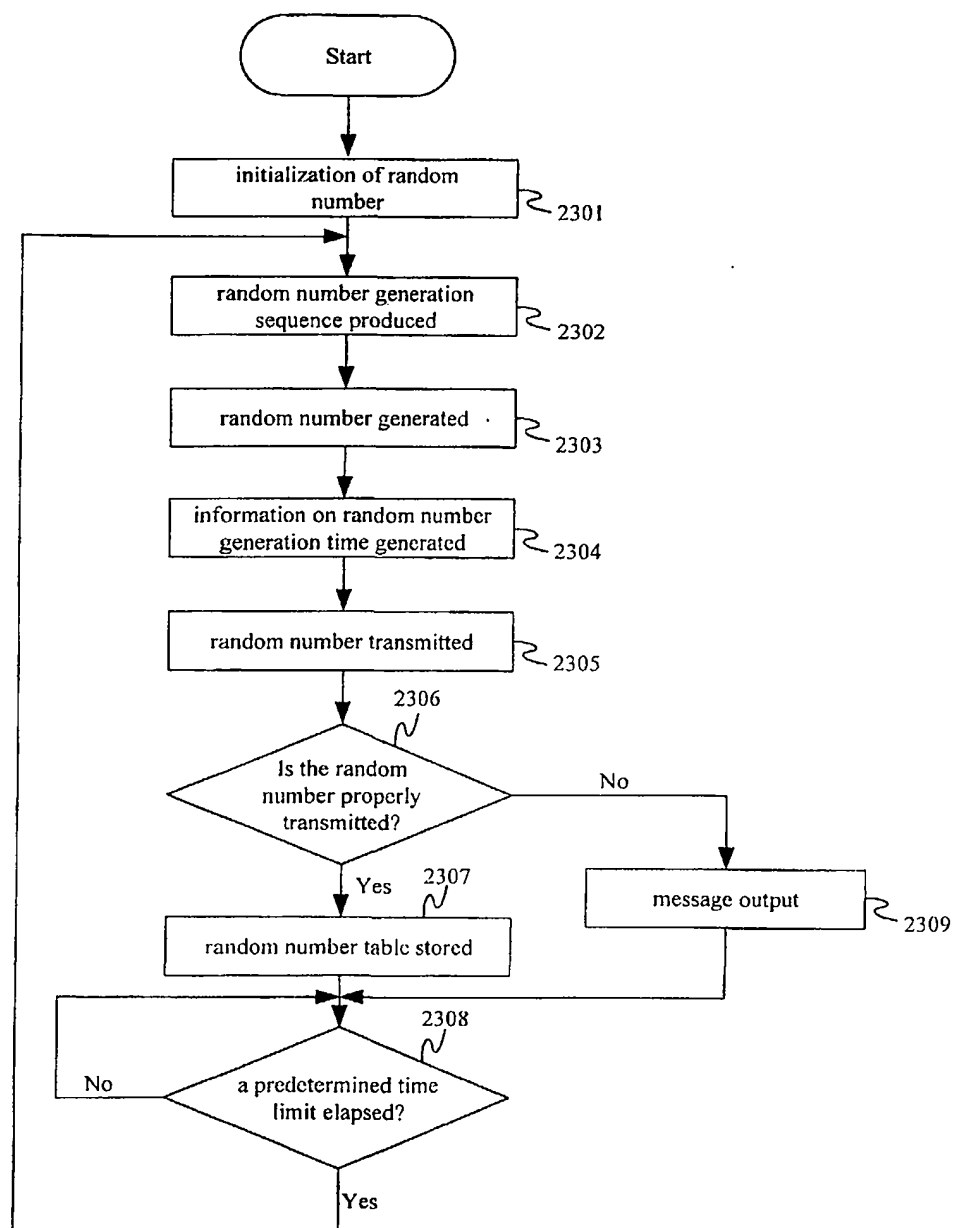 Start
initialization of random
number
2301
random number generation
sequence produced
2302
random number generated
2303
information on random number
generation time generated
2304
random number transmitted
2305
2306
Is the random
number properly
transmitted?
No
Yes
2307
message output
2309
random number table stored
2308
No
a predetermined time
limit elapsed?
Yes